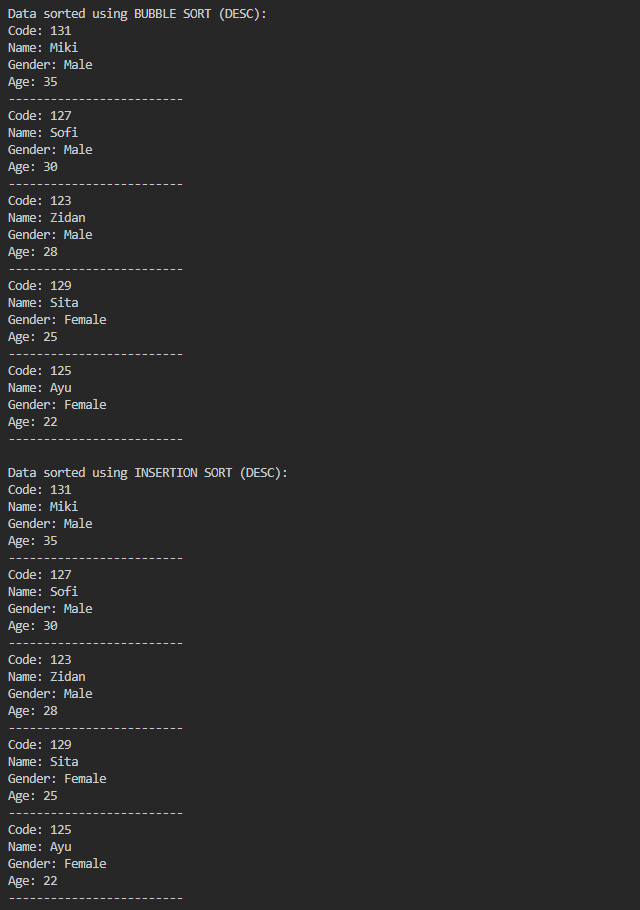 Data sorted using BUBBLE SORT (DESC):
Code: 131
Name: Miki
Gender: Male
Age: 35
-------------------------
Code: 127
Name: Sofi
Gender: Male
Age: 30
-------------------------
Code: 123
Name: Zidan
Gender: Male
Age: 28
-------------------------
Code: 129
Name: Sita
Gender: Female
Age: 25
-------------------------
Code: 125
Name: Ayu
Gender: Female
Age: 22
-------------------------
Data sorted using INSERTION SORT (DESC):
Code: 131
Name: Miki
Gender: Male
Age: 35
-------------------------
Code: 127
Name: Sofi
Gender: Male
Age: 30
-------------------------
Code: 123
Name: Zidan
Gender: Male
Age: 28
-------------------------
Code: 129
Name: Sita
Gender: Female
Age: 25
-------------------------
Code: 125
Name: Ayu
Gender: Female
Age: 22
-------------------------